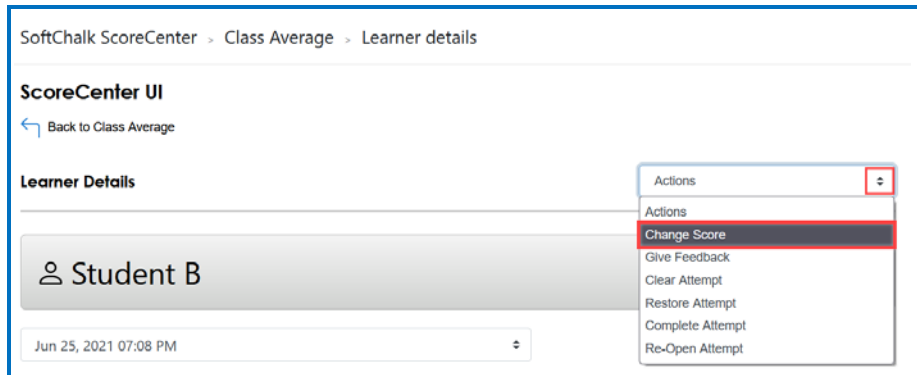 SoftChalk ScoreCenter > Class Average > Learner details
ScoreCenter UI
Back to Class Average
Learner Details
Actions
Actions
Change Score
Give Feedback
Clear Attempt
Restore Attempt
Complete Attempt
Re-Open Attempt
Student B
Jun 25, 2021 07:08 PM